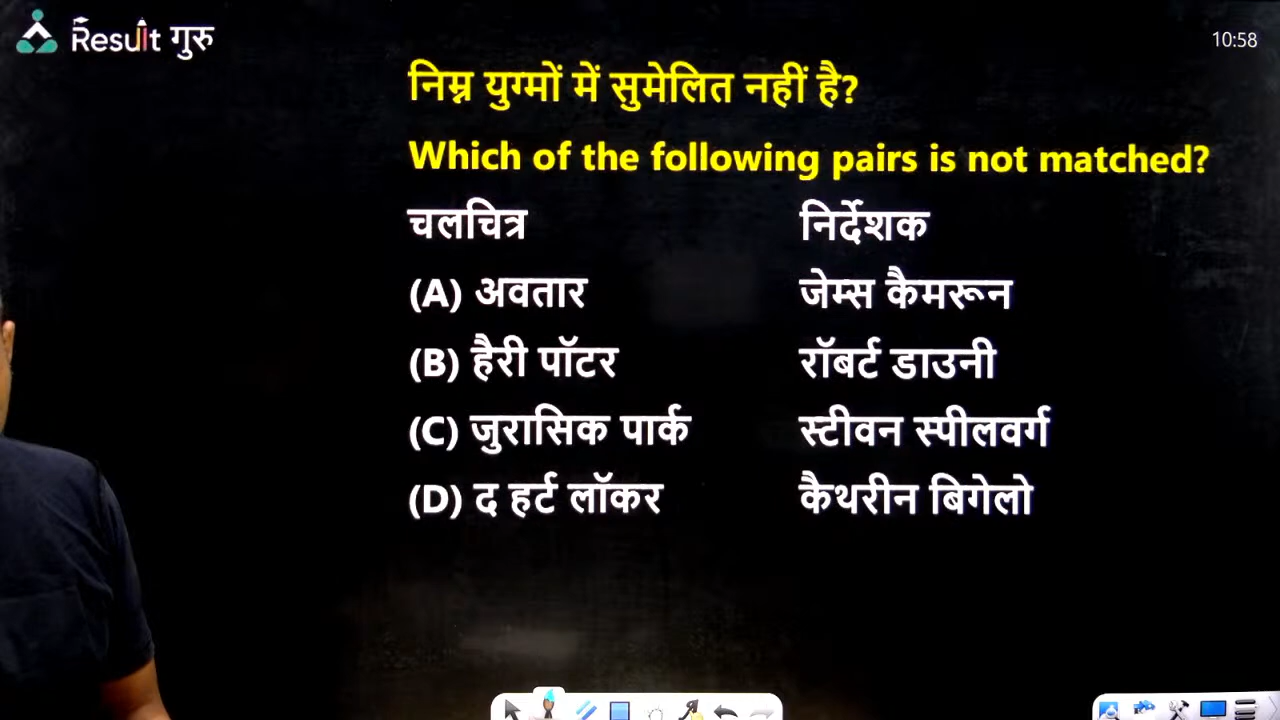 Result गुरु
10:58
निम्न युग्मों में सुमेलित नहीं है?
Which of the following pairs is not matched?
चलचित्र निर्देशक
(A) अवतार जेम्स कैमरून
(B) हैरी पॉटर रॉबर्ट डाउनी
(C) जुरासिक पार्क स्टीवन स्पीलवर्ग
(D) द हर्ट लॉकर कैथरीन बिगेलो